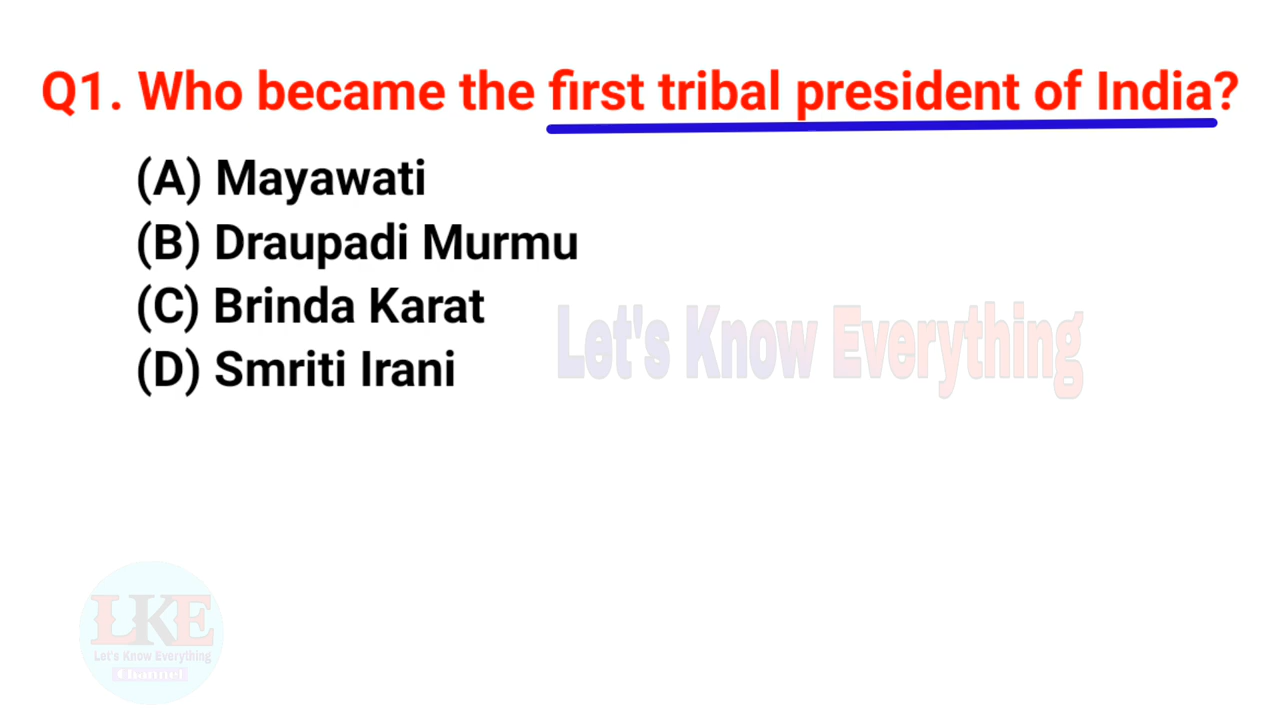 Q1. Who became the first tribal president of India?
(A) Mayawati
(B) Draupadi Murmu
(C) Brinda Karat
(D) Smriti Irani
Let's Know Everything
LKE
Let's Know Everything
Channel